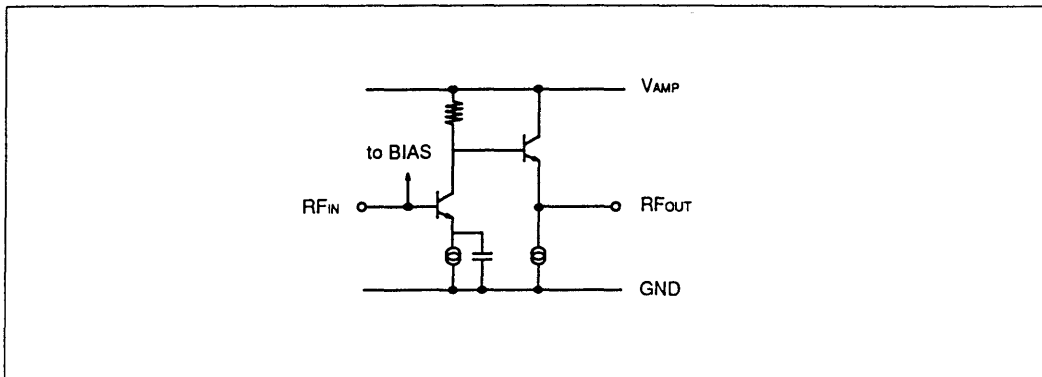 VAMP
to BIAS
RFIN
RFOUT
GND